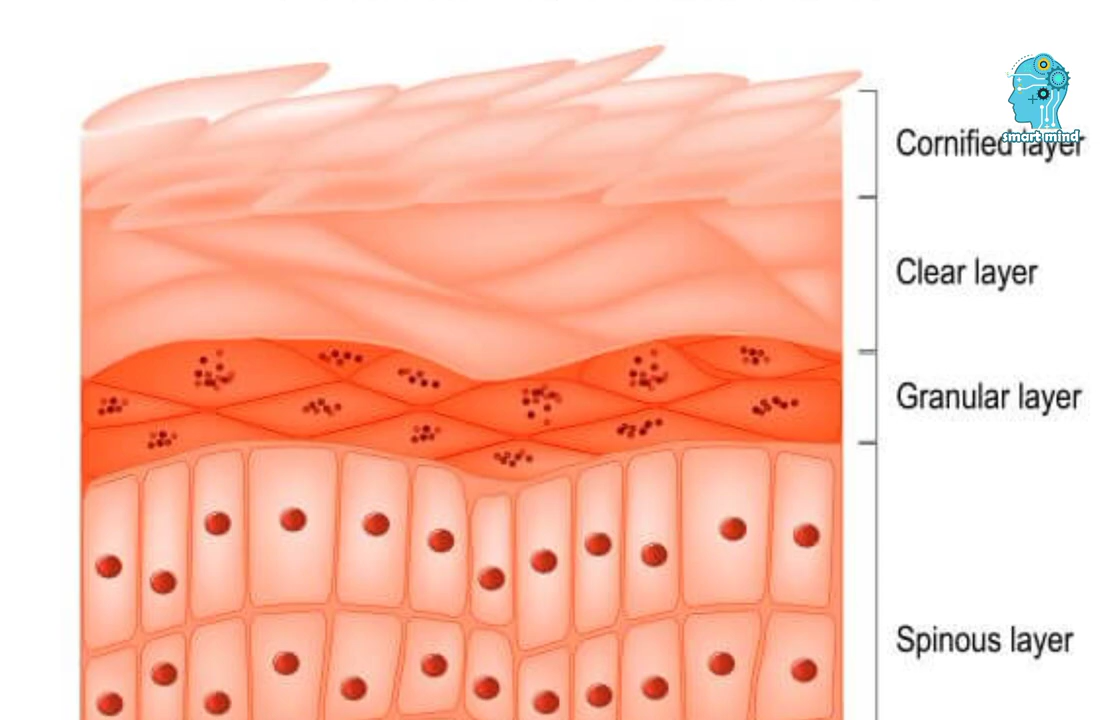 smart mind
Cornified layer
Clear layer
Granular layer
Spinous layer